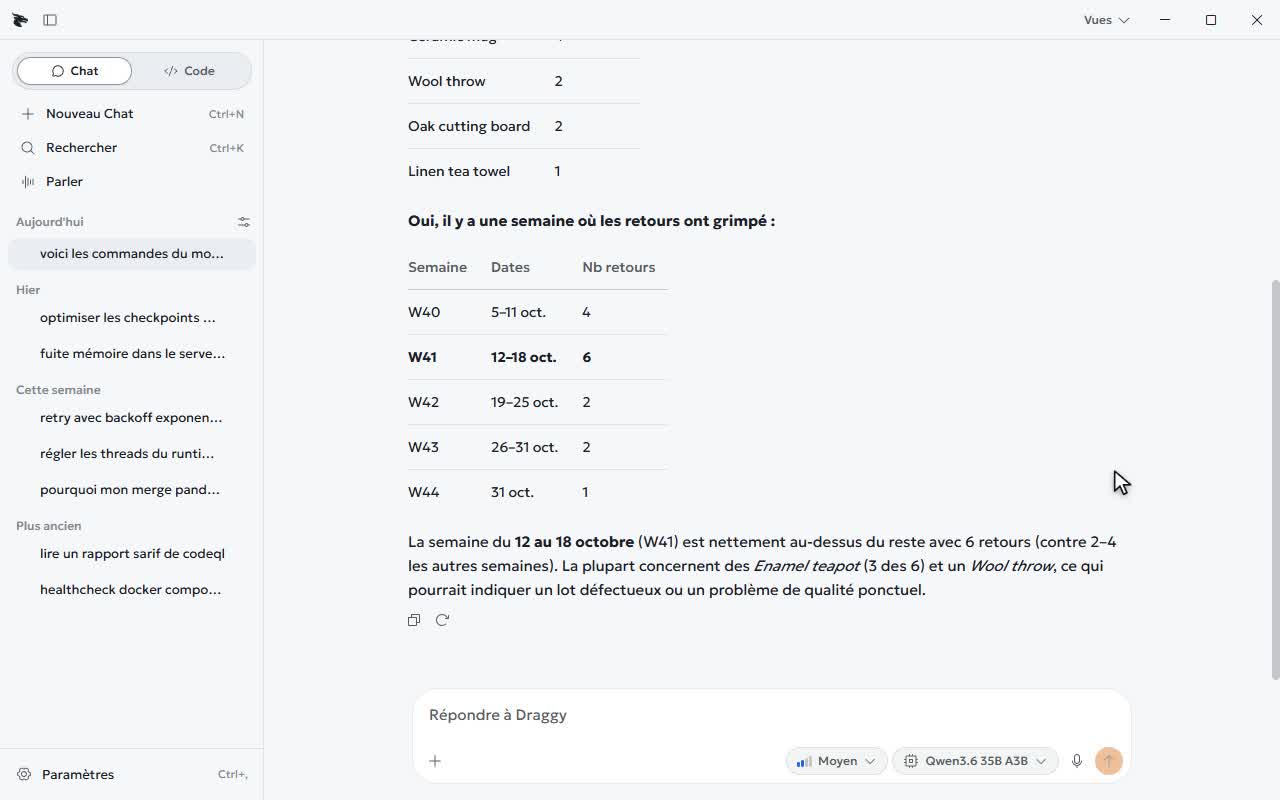 Vues
Chat
Code
Nouveau Chat Ctrl+N
Rechercher Ctrl+K
Parler
Aujourd'hui
voici les commandes du mo...
Hier
optimiser les checkpoints ...
fuite mémoire dans le serve...
Cette semaine
retry avec backoff exponen...
régler les threads du runti...
pourquoi mon merge pand...
Plus ancien
lire un rapport sarif de codeql
healthcheck docker compo...
Paramètres Ctrl+,
Wool throw 2
Oak cutting board 2
Linen tea towel 1
Oui, il y a une semaine où les retours ont grimpé :
Semaine Dates Nb retours
W40 5–11 oct. 4
W41 12–18 oct. 6
W42 19–25 oct. 2
W43 26–31 oct. 2
W44 31 oct. 1
La semaine du 12 au 18 octobre (W41) est nettement au-dessus du reste avec 6 retours (contre 2–4
les autres semaines). La plupart concernent des Enamel teapot (3 des 6) et un Wool throw, ce qui
pourrait indiquer un lot défectueux ou un problème de qualité ponctuel.
Répondre à Draggy
Moyen
Qwen3.6 35B A3B